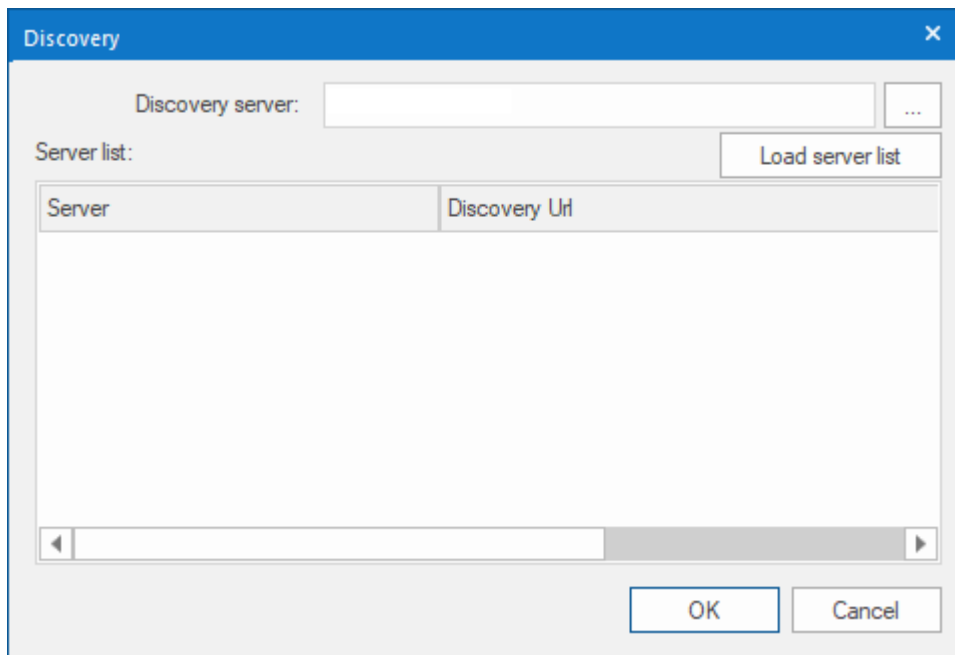 Discovery
Discovery server:
...
Server list:
Load server list
Server Discovery Url
OK Cancel